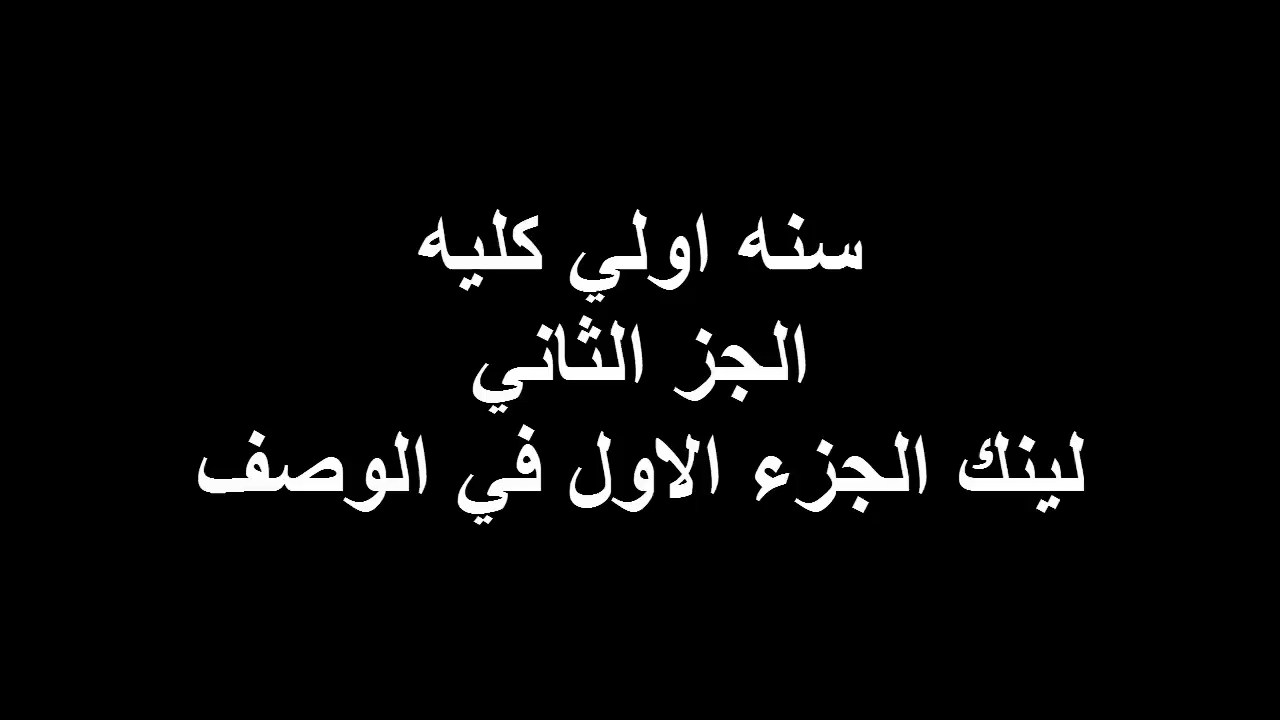 سنه اولي كليه
الجز الثاني
لينك الجزء الاول في الوصف